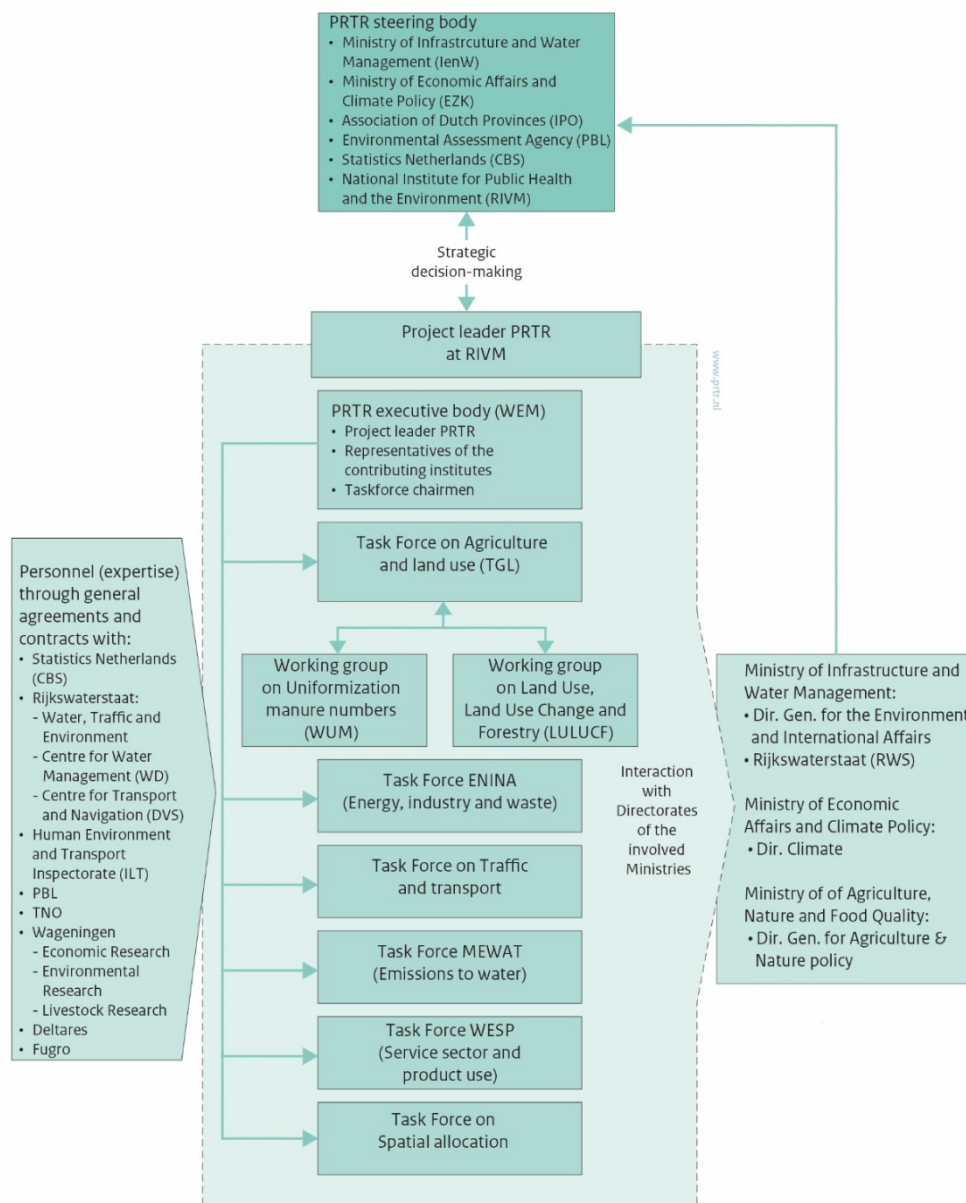 PRTR steering body
• Ministry of Infrastrcuture and Water
Management (IenW)
• Ministry of Economic Affairs and
Climate Policy (EZK)
• Association of Dutch Provinces (IPO)
• Environmental Assessment Agency (PBL)
• Statistics Netherlands (CBS)
• National Institute for Public Health
and the Environment (RIVM)
Strategic
decision-making
Project leader PRTR
at RIVM
www.prtr.nl
PRTR executive body (WEM)
• Project leader PRTR
• Representatives of the
contributing institutes
• Taskforce chairmen
Task Force on Agriculture
and land use (TGL)
Working group
on Uniformization
manure numbers
(WUM)
Working group
on Land Use,
Land Use Change and
Forestry (LULUCF)
Task Force ENINA
(Energy, industry and waste)
Task Force on Traffic
and transport
Task Force MEWAT
(Emissions to water)
Task Force WESP
(Service sector and
product use)
Task Force on
Spatial allocation
Personnel (expertise)
through general
agreements and
contracts with:
• Statistics Netherlands
(CBS)
• Rijkswaterstaat:
- Water, Traffic and
Environment
- Centre for Water
Management (WD)
- Centre for Transport
and Navigation (DVS)
• Human Environment
and Transport
Inspectorate (ILT)
• PBL
• TNO
• Wageningen
- Economic Research
- Environmental
Research
- Livestock Research
• Deltares
• Fugro
Interaction
with
Directorates
of the
involved
Ministries
Ministry of Infrastructure and
Water Management:
• Dir. Gen. for the Environment
and International Affairs
• Rijkswaterstaat (RWS)
Ministry of Economic
Affairs and Climate Policy:
• Dir. Climate
Ministry of of Agriculture,
Nature and Food Quality:
• Dir. Gen. for Agriculture &
Nature policy